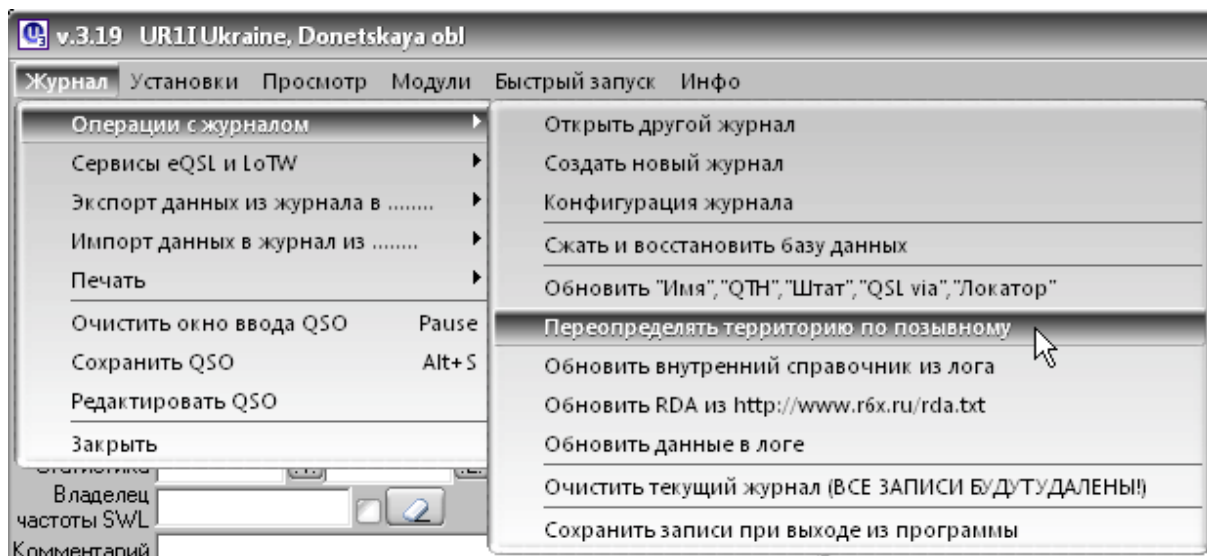 v.3.19 UR1I Ukraine, Donetskaya obl
Журнал Установки Просмотр Модули Быстрый запуск Инфо
Операции с журналом
Сервисы eQSL и LoTW
Экспорт данных из журнала в ........
Импорт данных в журнал из ........
Печать
Очистить окно ввода QSO Pause
Сохранить QSO Alt+S
Редактировать QSO
Закрыть
Открыть другой журнал
Создать новый журнал
Конфигурация журнала
Сжать и восстановить базу данных
Обновить "Имя","QTH","Штат","QSL via","Локатор"
Переопределять территорию по позывному
Обновить внутренний справочник из лога
Обновить RDA из http://www.r6x.ru/rda.txt
Обновить данные в логе
Очистить текущий журнал (ВСЕ ЗАПИСИ БУДУТУДАЛЕНЫ!)
Сохранить записи при выходе из программы
Владелец
частоты SWL
Комментарий